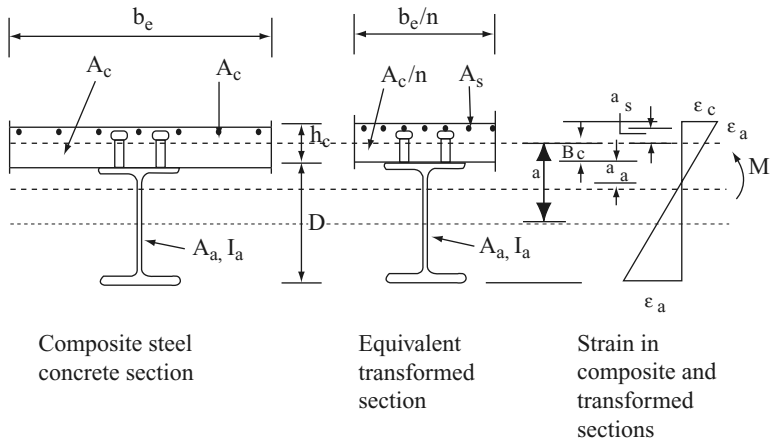 b_e
b_e/n
A_c
A_c
A_c/n
A_s
h_c
a_s
ε_c
ε_a
B_c
a
a_a
M
D
A_a, I_a
A_a, I_a
ε_a
Composite steel
concrete section
Equivalent
transformed
section
Strain in
composite and
transformed
sections